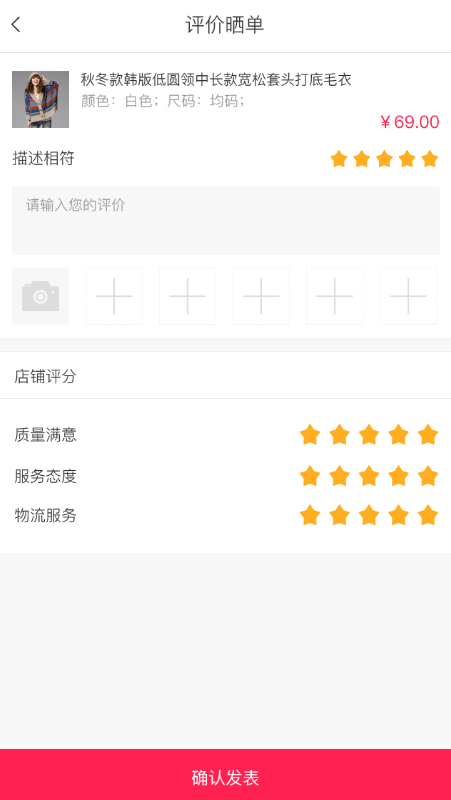 评价晒单
秋冬款韩版低圆领中长款宽松套头打底毛衣
颜色：白色；尺码：均码；
￥69.00
描述相符
请输入您的评价
店铺评分
质量满意
服务态度
物流服务
确认发表